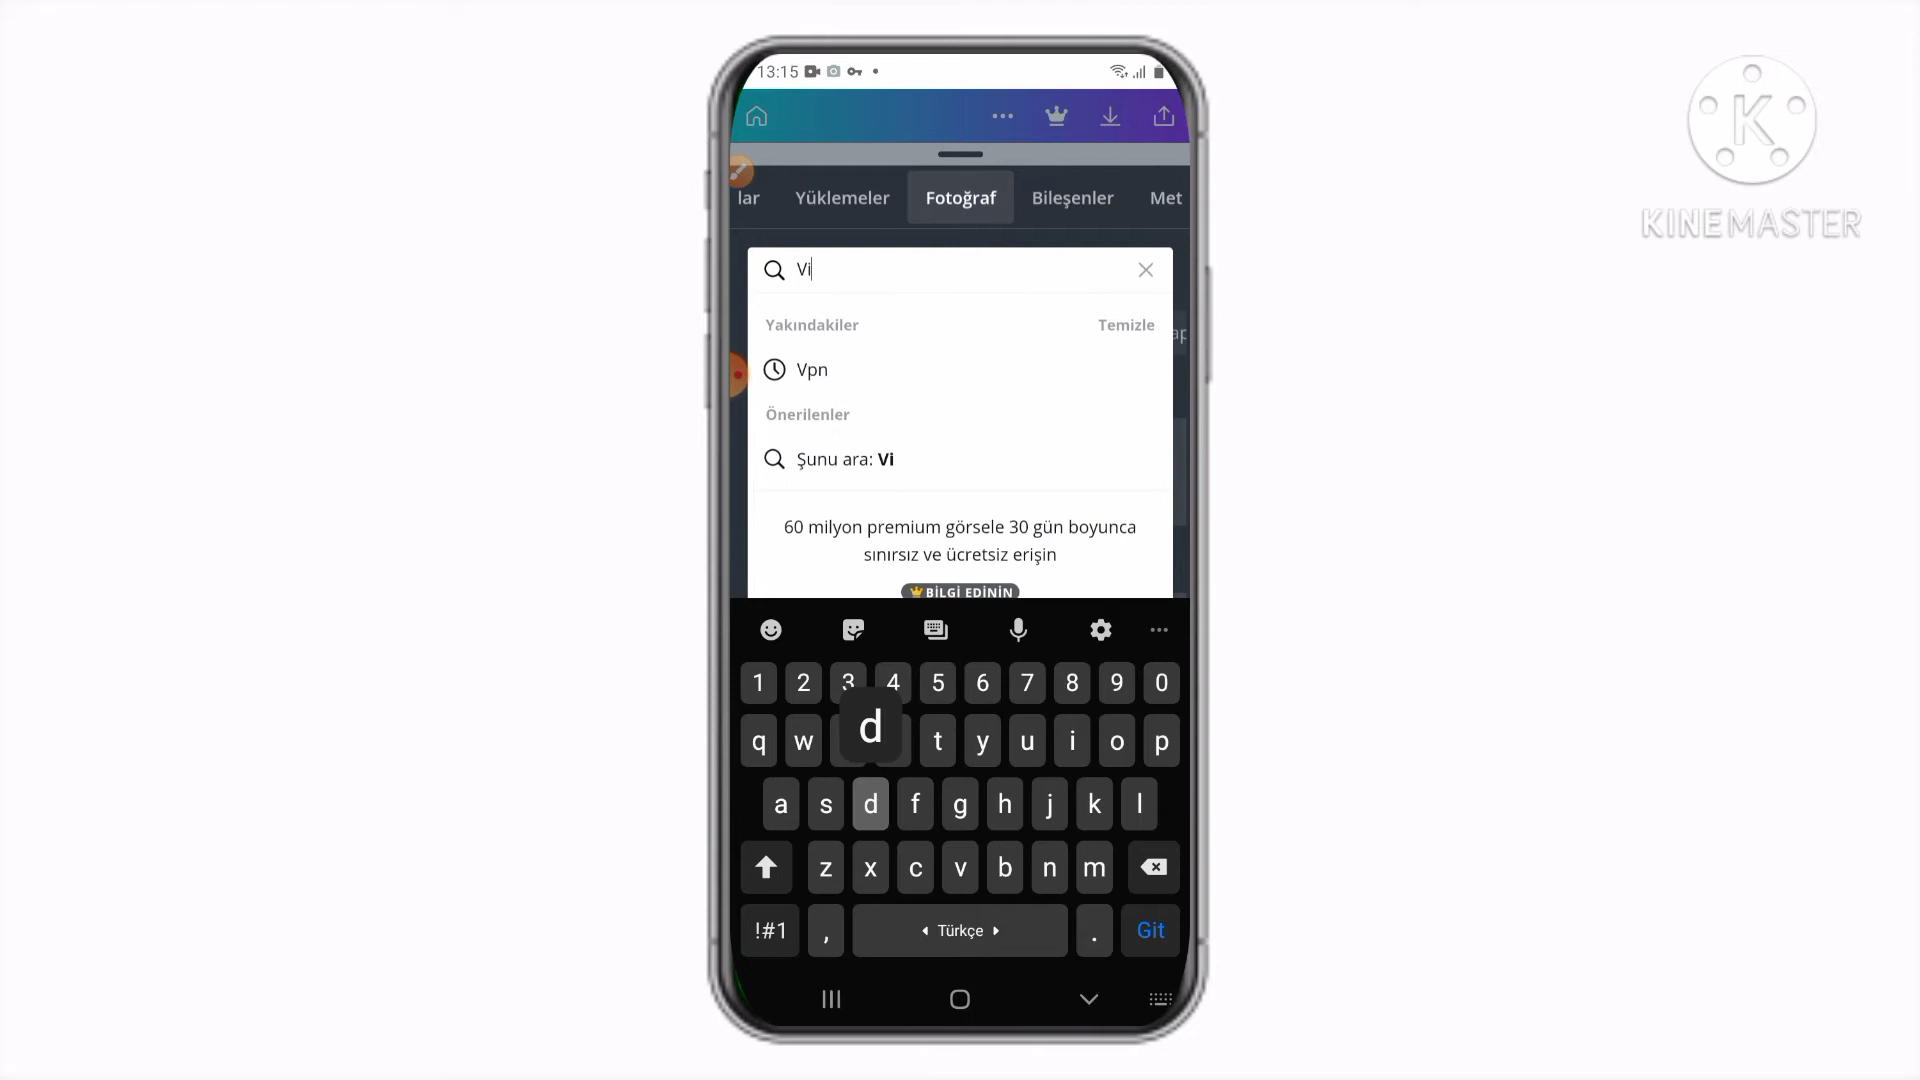 13:15
lar Yüklemeler Fotoğraf Bileşenler Met
Vi
Yakındakiler Temizle
ap
Vpn
Önerilenler
Şunu ara: Vi
60 milyon premium görsele 30 gün boyunca
sınırsız ve ücretsiz erişin
BİLGİ EDİNİN
1 2 3 4 5 6 7 8 9 0
d
q w t y u i o p
a s d f g h j k l
z x c v b n m
!#1 , Türkçe . Git
K
KINEMASTER